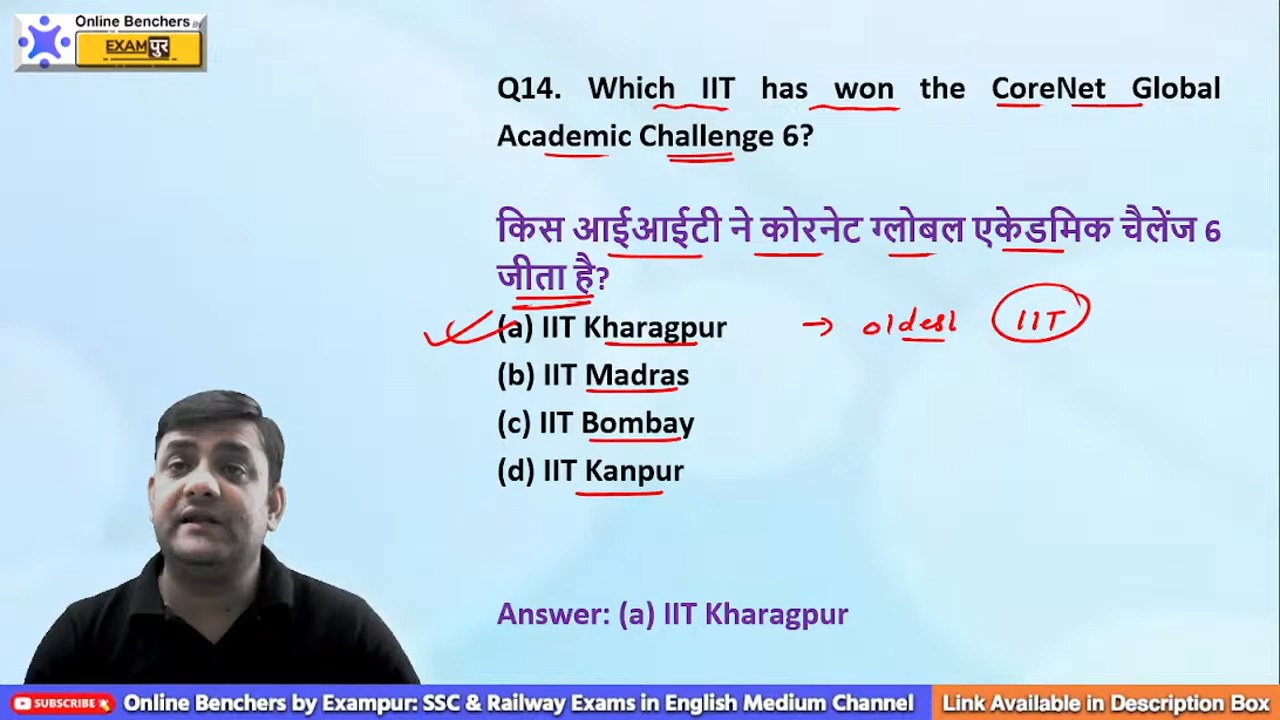 Online Benchers BY
EXAMपुर
Q14. Which IIT has won the CoreNet Global
Academic Challenge 6?
किस आईआईटी ने कोरनेट ग्लोबल एकेडमिक चैलेंज 6
जीता है?
(a) IIT Kharagpur → oldest IIT
(b) IIT Madras
(c) IIT Bombay
(d) IIT Kanpur
Answer: (a) IIT Kharagpur
SUBSCRIBE Online Benchers by Exampur: SSC & Railway Exams in English Medium Channel Link Available in Description Box